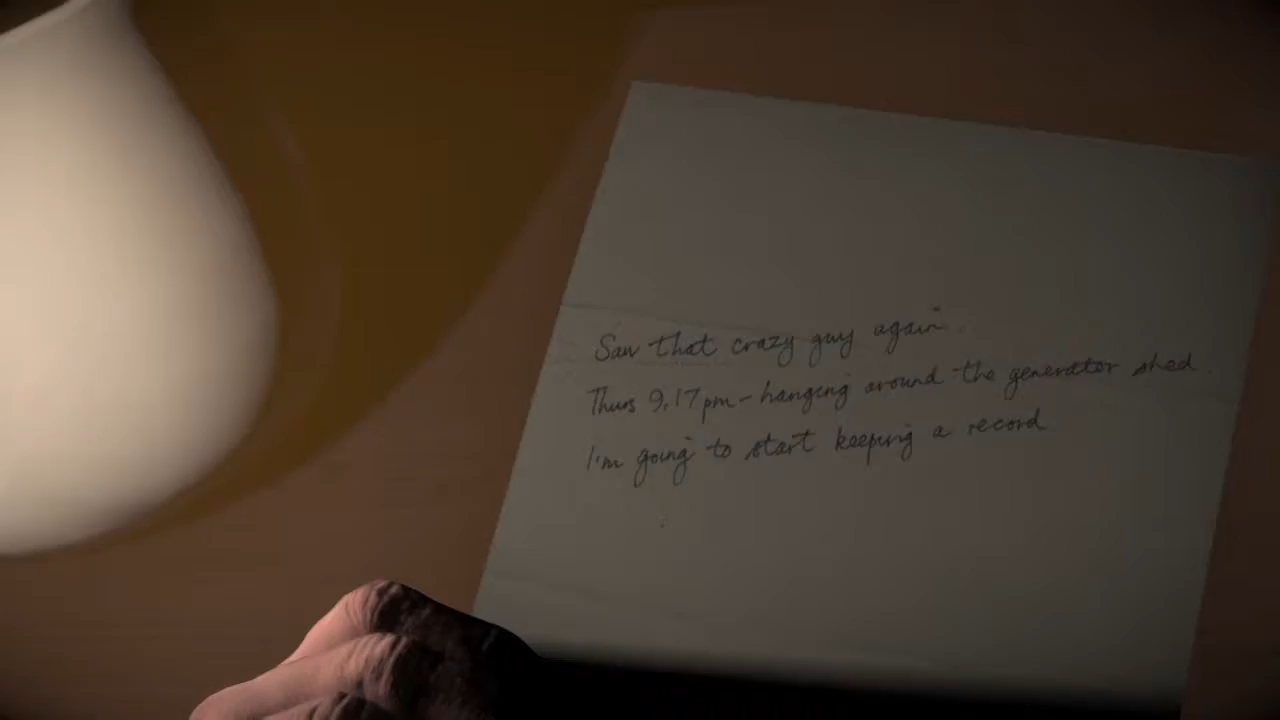 Saw that crazy guy again.
Thurs 9.17pm - hanging around the generator shed.
I'm going to start keeping a record